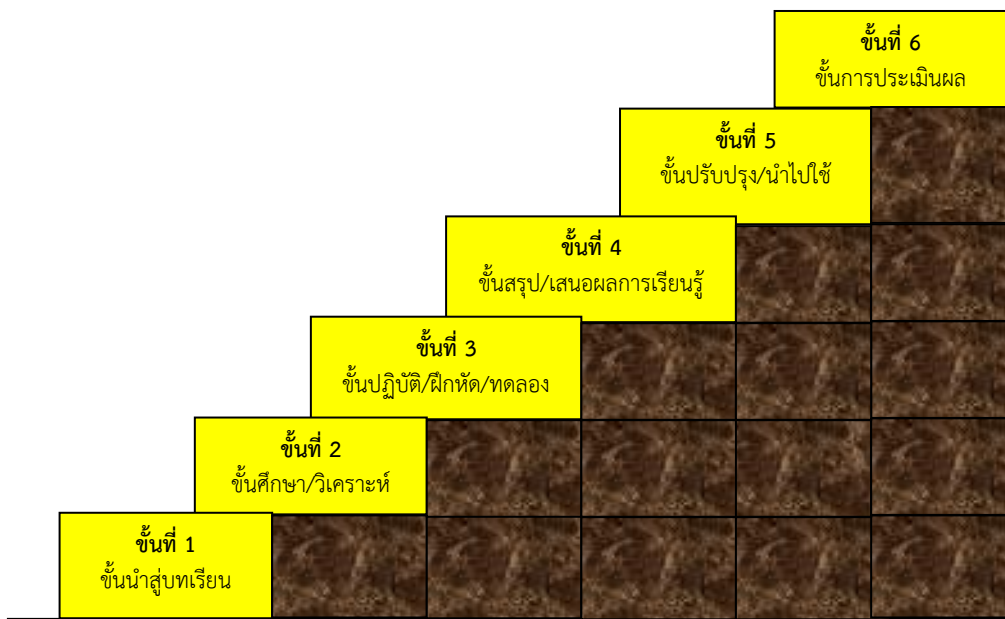 ขั้นที่ 6
ขั้นการประเมินผล
ขั้นที่ 5
ขั้นปรับปรุง/นำไปใช้
ขั้นที่ 4
ขั้นสรุป/เสนอผลการเรียนรู้
ขั้นที่ 3
ขั้นปฏิบัติ/ฝึกหัด/ทดลอง
ขั้นที่ 2
ขั้นศึกษา/วิเคราะห์
ขั้นที่ 1
ขั้นนำสู่บทเรียน